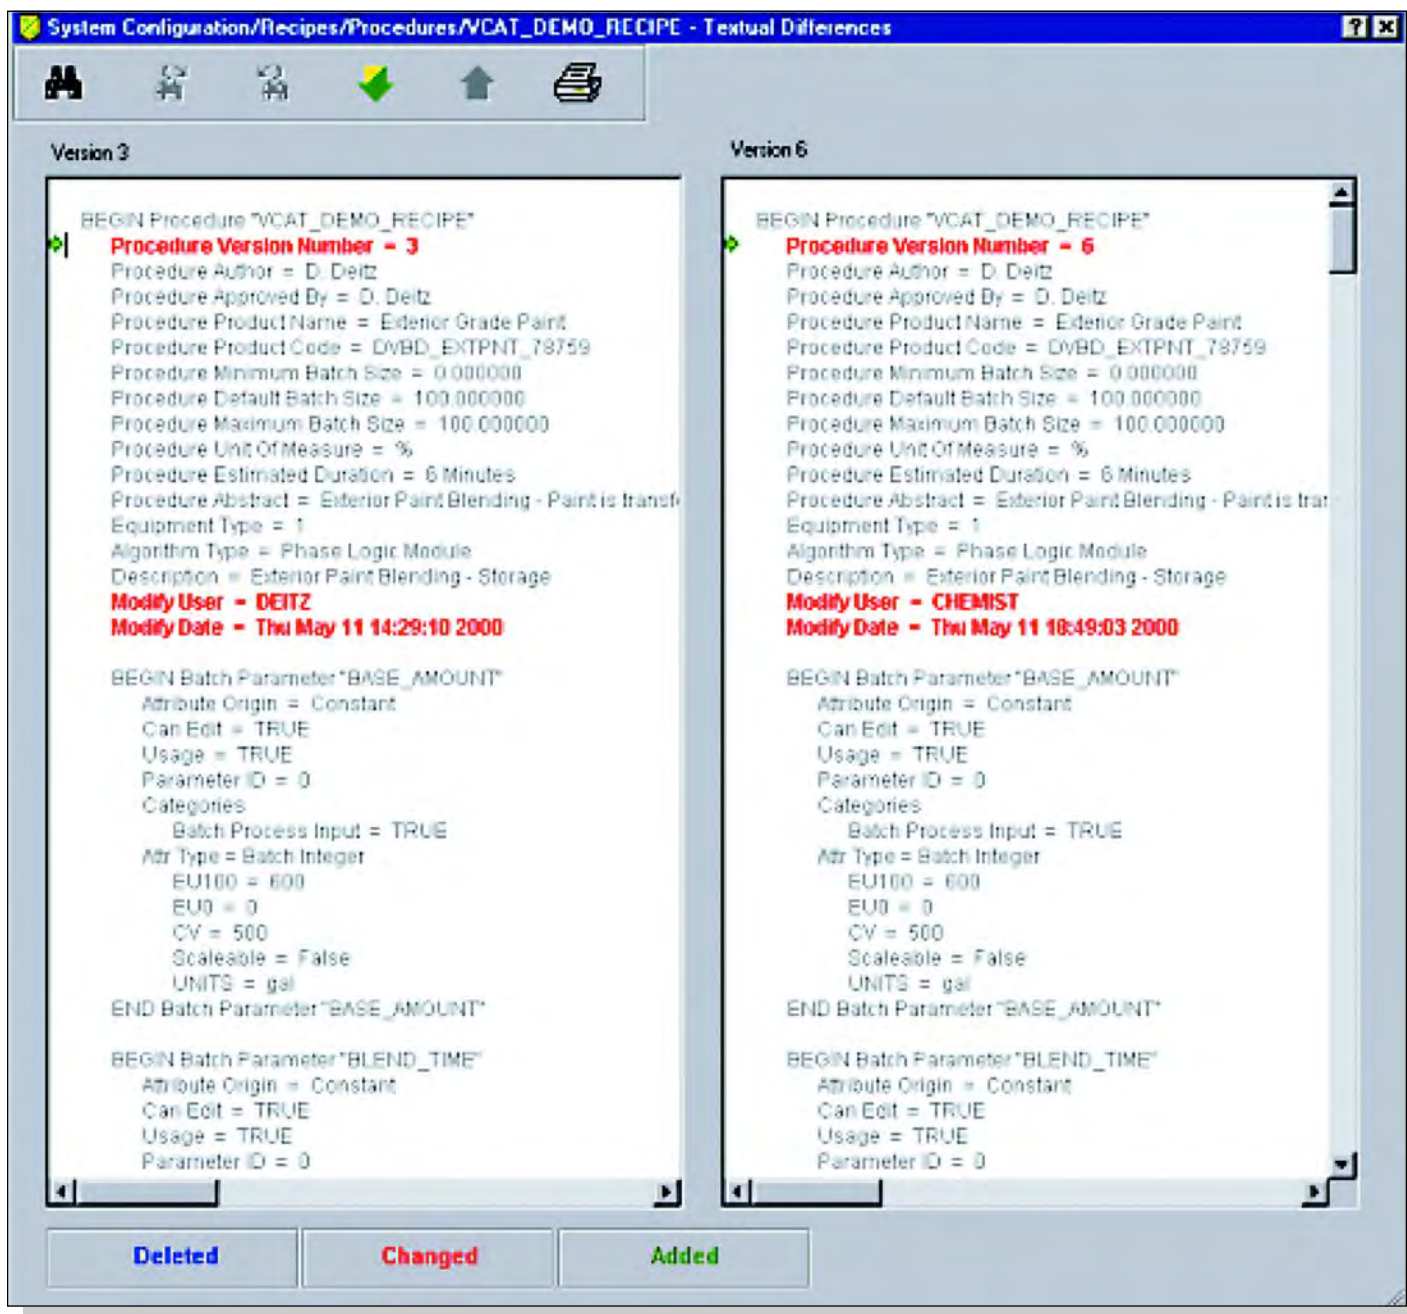 System Configuration/Recipes/Procedures/VCAT_DEMO_RECIPE - Textual Differences
Version 3
BEGIN Procedure "VCAT_DEMO_RECIPE"
Procedure Version Number = 3
Procedure Author = D. Deitz
Procedure Approved By = D. Deitz
Procedure Product Name = Exterior Grade Paint
Procedure Product Code = DVBD_EXTPNT_78759
Procedure Minimum Batch Size = 0.000000
Procedure Default Batch Size = 100.000000
Procedure Maximum Batch Size = 100.000000
Procedure Unit Of Measure = %
Procedure Estimated Duration = 6 Minutes
Procedure Abstract = Exterior Paint Blending - Paint is transf
Equipment Type = 1
Algorithm Type = Phase Logic Module
Description = Exterior Paint Blending - Storage
Modify User = DEITZ
Modify Date = Thu May 11 14:29:10 2000
BEGIN Batch Parameter "BASE_AMOUNT"
Attribute Origin = Constant
Can Edit = TRUE
Usage = TRUE
Parameter ID = 0
Categories
Batch Process Input = TRUE
Attr Type = Batch Integer
EU100 = 600
EU0 = 0
CV = 500
Scaleable = False
UNITS = gal
END Batch Parameter "BASE_AMOUNT"
BEGIN Batch Parameter "BLEND_TIME"
Attribute Origin = Constant
Can Edit = TRUE
Usage = TRUE
Parameter ID = 0
Version 6
BEGIN Procedure "VCAT_DEMO_RECIPE"
Procedure Version Number = 6
Procedure Author = D. Deitz
Procedure Approved By = D. Deitz
Procedure Product Name = Exterior Grade Paint
Procedure Product Code = DVBD_EXTPNT_78759
Procedure Minimum Batch Size = 0.000000
Procedure Default Batch Size = 100.000000
Procedure Maximum Batch Size = 100.000000
Procedure Unit Of Measure = %
Procedure Estimated Duration = 6 Minutes
Procedure Abstract = Exterior Paint Blending - Paint is trar
Equipment Type = 1
Algorithm Type = Phase Logic Module
Description = Exterior Paint Blending - Storage
Modify User = CHEMIST
Modify Date = Thu May 11 18:49:03 2000
BEGIN Batch Parameter "BASE_AMOUNT"
Attribute Origin = Constant
Can Edit = TRUE
Usage = TRUE
Parameter ID = 0
Categories
Batch Process Input = TRUE
Attr Type = Batch Integer
EU100 = 600
EU0 = 0
CV = 500
Scaleable = False
UNITS = gal
END Batch Parameter "BASE_AMOUNT"
BEGIN Batch Parameter "BLEND_TIME"
Attribute Origin = Constant
Can Edit = TRUE
Usage = TRUE
Parameter ID = 0
Deleted
Changed
Added